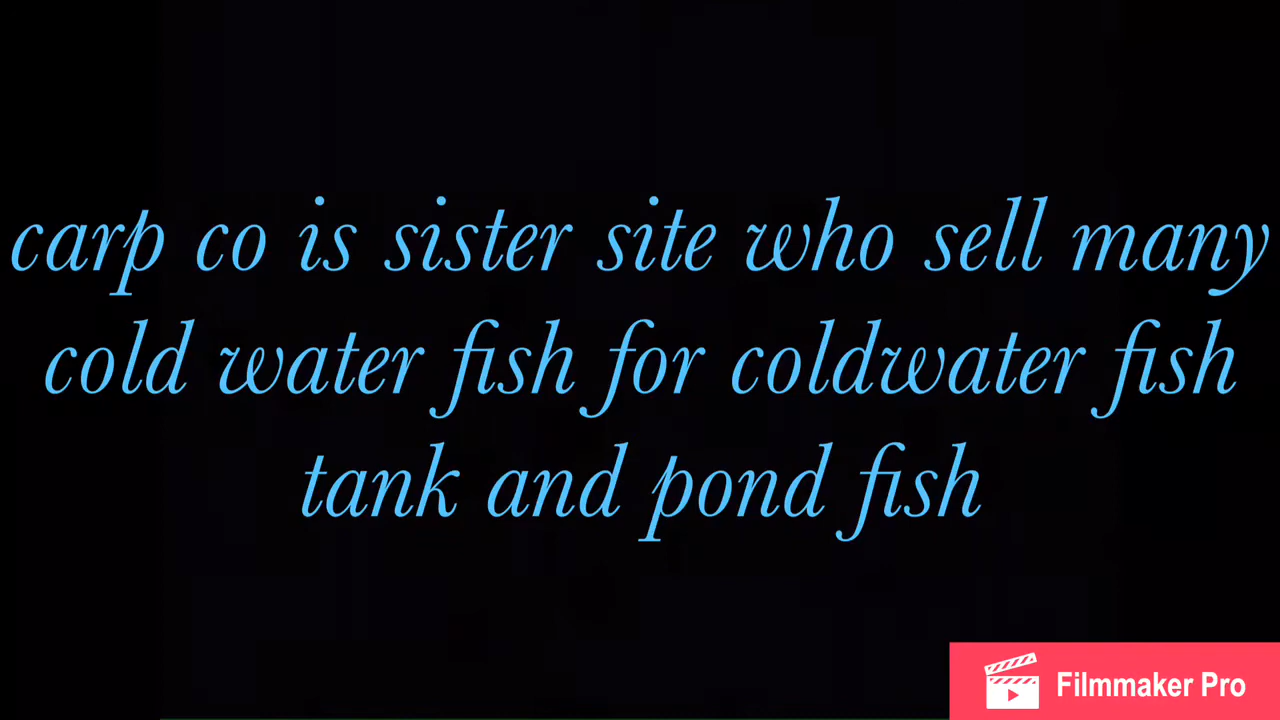 carp co is sister site who sell many
cold water fish for coldwater fish
tank and pond fish
Filmmaker Pro